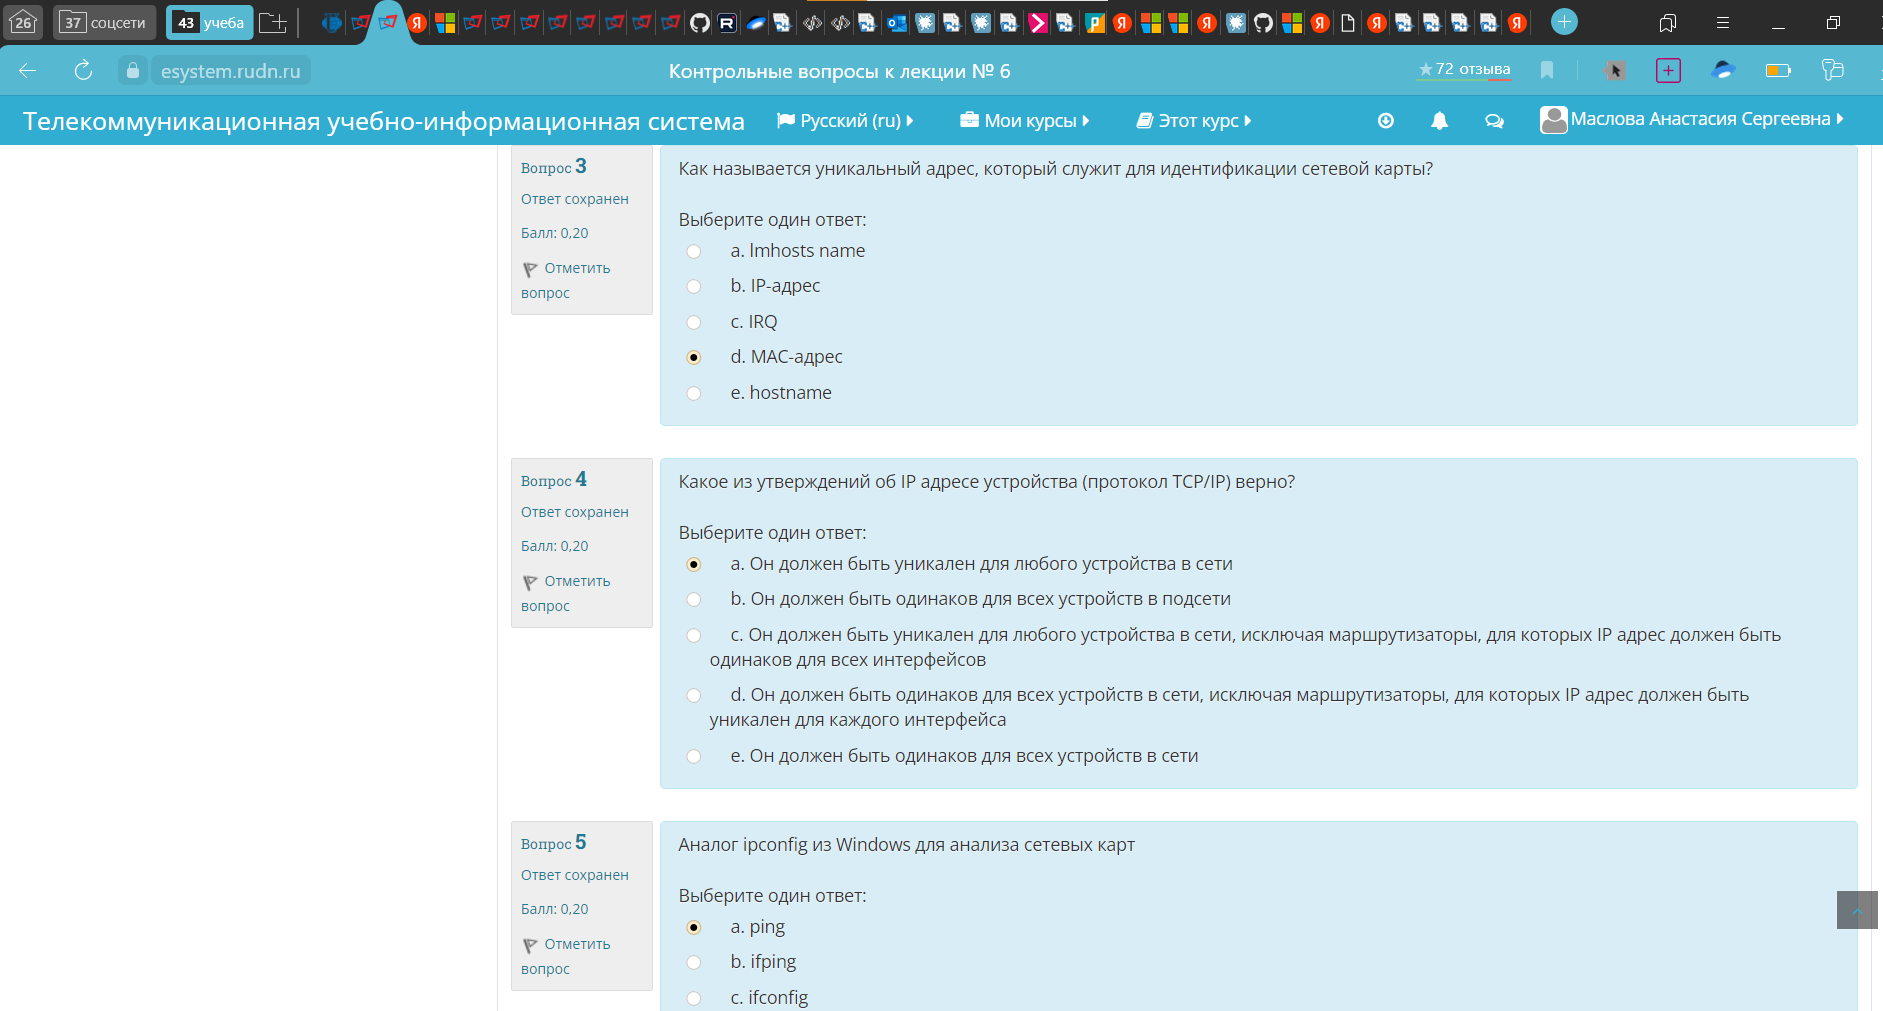 26 37 соцсети 43 учеба
esystem.rudn.ru Контрольные вопросы к лекции № 6 ★72 отзыва
Телекоммуникационная учебно-информационная система Русский (ru) Мои курсы Этот курс Маслова Анастасия Сергеевна
Вопрос 3
Ответ сохранен
Балл: 0,20
Отметить
вопрос
Как называется уникальный адрес, который служит для идентификации сетевой карты?
Выберите один ответ:
a. lmhosts name
b. IP-адрес
c. IRQ
d. MAC-адрес
e. hostname
Вопрос 4
Ответ сохранен
Балл: 0,20
Отметить
вопрос
Какое из утверждений об IP адресе устройства (протокол TCP/IP) верно?
Выберите один ответ:
a. Он должен быть уникален для любого устройства в сети
b. Он должен быть одинаков для всех устройств в подсети
c. Он должен быть уникален для любого устройства в сети, исключая маршрутизаторы, для которых IP адрес должен быть
одинаков для всех интерфейсов
d. Он должен быть одинаков для всех устройств в сети, исключая маршрутизаторы, для которых IP адрес должен быть
уникален для каждого интерфейса
e. Он должен быть одинаков для всех устройств в сети
Вопрос 5
Ответ сохранен
Балл: 0,20
Отметить
вопрос
Аналог ipconfig из Windows для анализа сетевых карт
Выберите один ответ:
a. ping
b. ifping
c. ifconfig